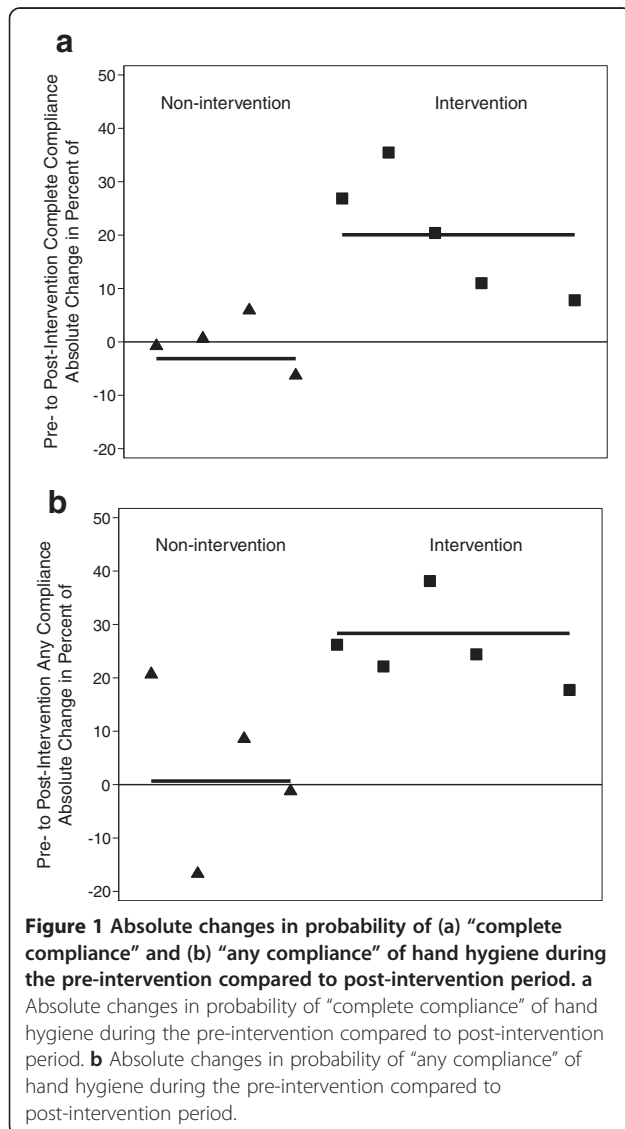 a
Pre- to Post-Intervention Complete Compliance
Absolute Change in Percent of
50
40
30
20
10
0
-10
-20
Non-intervention
Intervention
b
Pre- to Post-Intervention Any Compliance
Absolute Change in Percent of
50
40
30
20
10
0
-10
-20
Non-intervention
Intervention
Figure 1 Absolute changes in probability of (a) “complete
compliance” and (b) “any compliance” of hand hygiene during
the pre-intervention compared to post-intervention period. a
Absolute changes in probability of “complete compliance” of hand
hygiene during the pre-intervention compared to post-intervention
period. b Absolute changes in probability of “any compliance” of
hand hygiene during the pre-intervention compared to
post-intervention period.